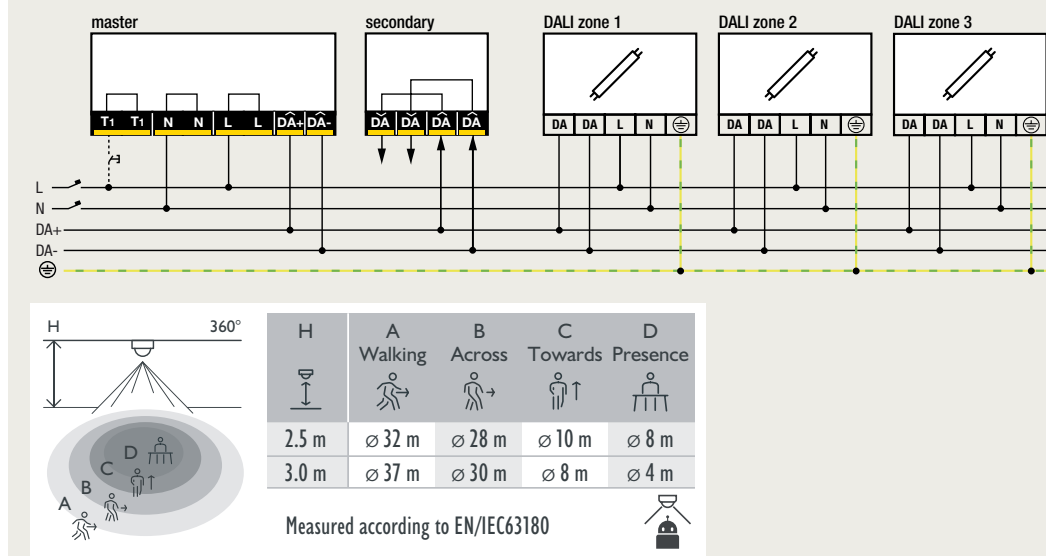 master secondary DALI zone 1 DALI zone 2 DALI zone 3
T1 T1 N N L L DA+ DA- DA DA DA DA DA DA L N DA DA L N DA DA L N
L
N
DA+
DA-
H 360°
D
C
B
A
H A B C D
Walking Across Towards Presence
2.5 m ⌀ 32 m ⌀ 28 m ⌀ 10 m ⌀ 8 m
3.0 m ⌀ 37 m ⌀ 30 m ⌀ 8 m ⌀ 4 m
Measured according to EN/IEC63180